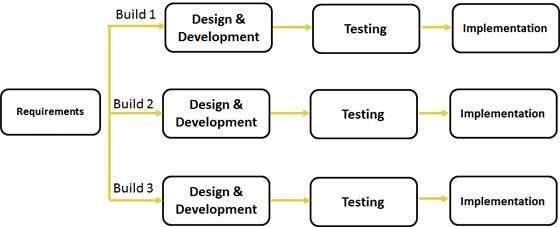 Build 1
Design &
Development
Testing
Implementation
Requirements
Build 2
Design &
Development
Testing
Implementation
Build 3
Design &
Development
Testing
Implementation